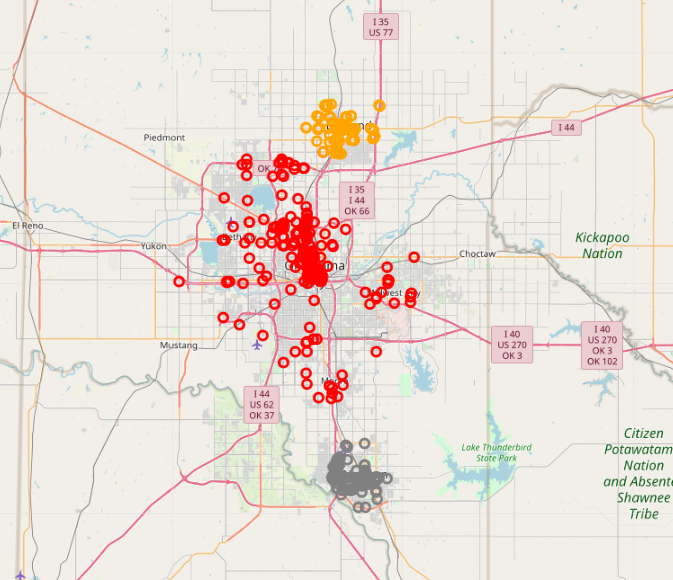 I 35
US 77
Piedmont
I 44
OK
I 35
I 44
OK 66
El Reno
Yukon
Kickapoo
Nation
Choctaw
Mustang
I 40
US 270
OK 3
I 40
US 270
OK 3
OK 102
I 44
US 62
OK 37
Lake Thunderbird
State Park
Citizen
Potawatam
Nation
and Absente
Shawnee
Tribe